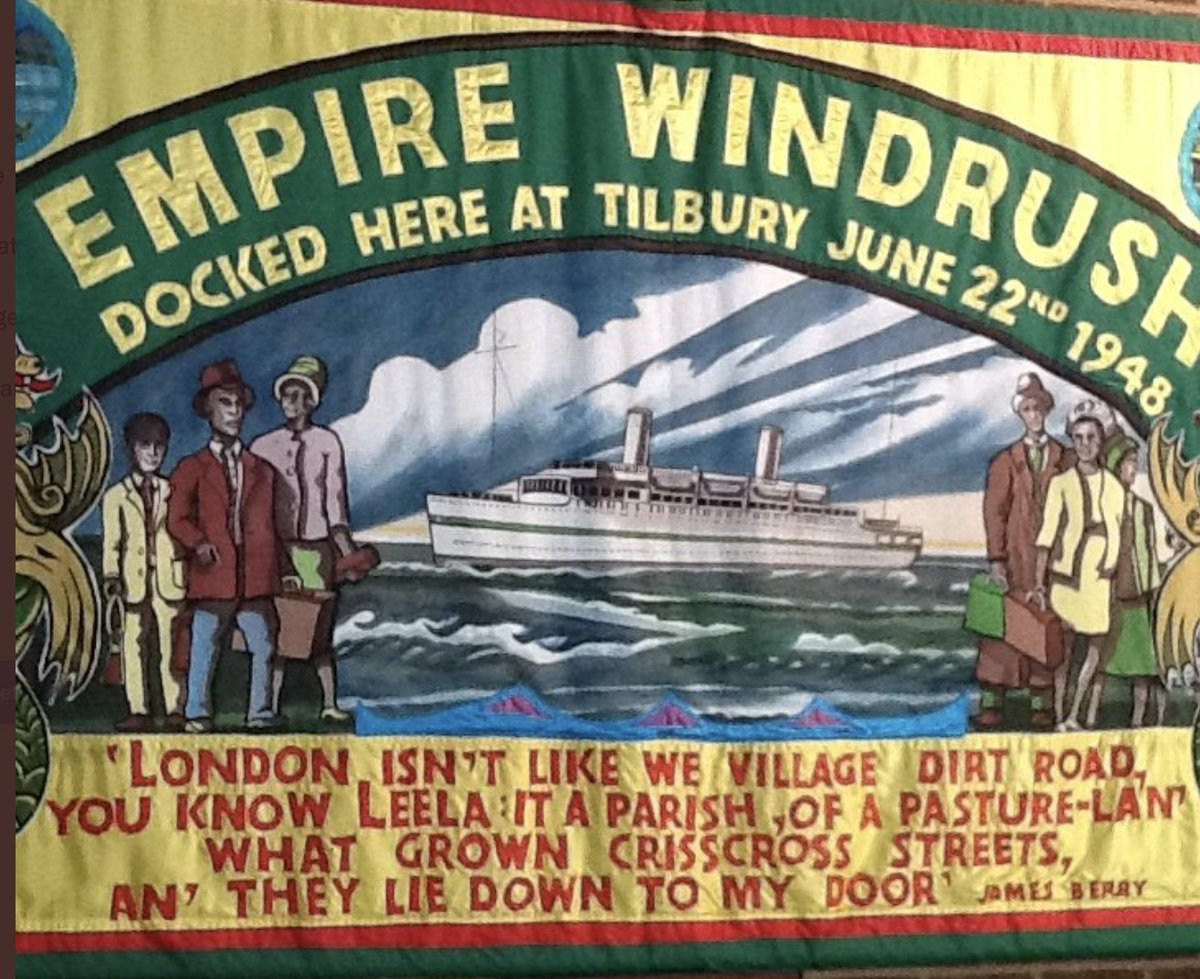 EMPIRE WINDRUSH
DOCKED HERE AT TILBURY JUNE 22ND 1948
'LONDON ISN'T LIKE WE VILLAGE DIRT ROAD,
YOU KNOW LEELA: IT A PARISH, OF A PASTURE-LAN'
WHAT GROWN CRISSCROSS STREETS,
AN' THEY LIE DOWN TO MY DOOR' JAMES BERRY